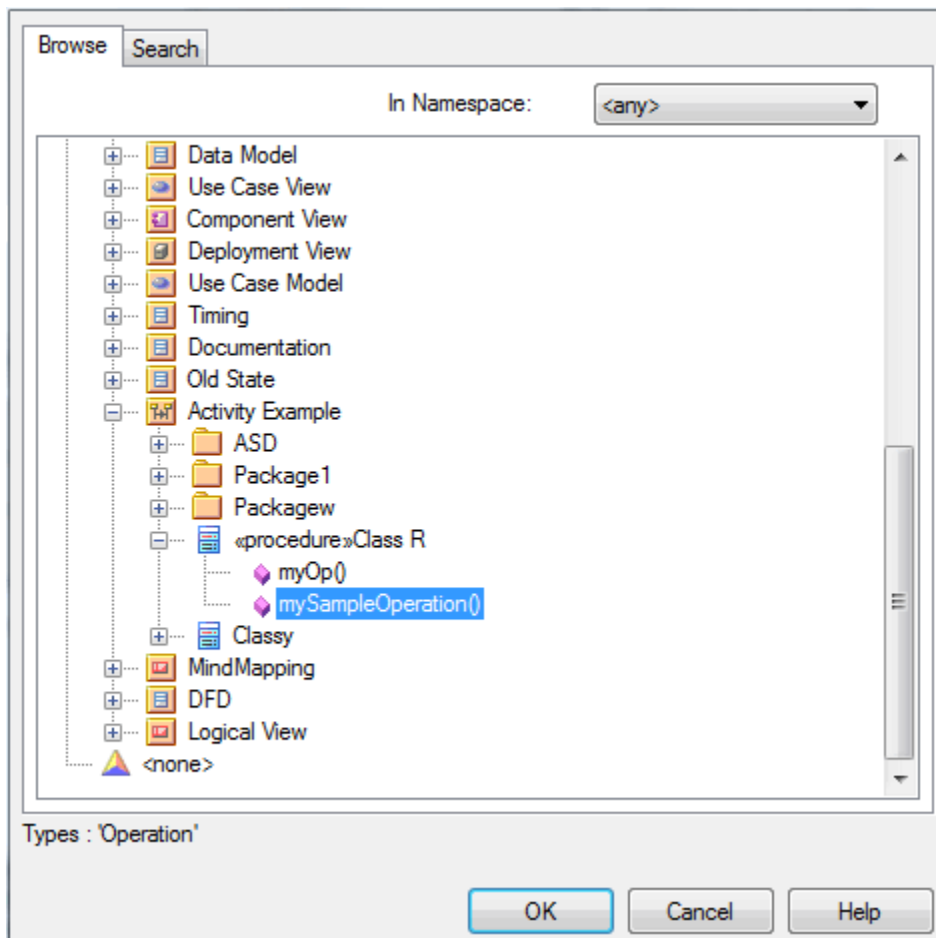 Browse Search
In Namespace: <any>
Data Model
Use Case View
Component View
Deployment View
Use Case Model
Timing
Documentation
Old State
Activity Example
ASD
Package1
Packagew
«procedure»Class R
myOp()
mySampleOperation()
Classy
MindMapping
DFD
Logical View
<none>
Types : 'Operation'
OK Cancel Help